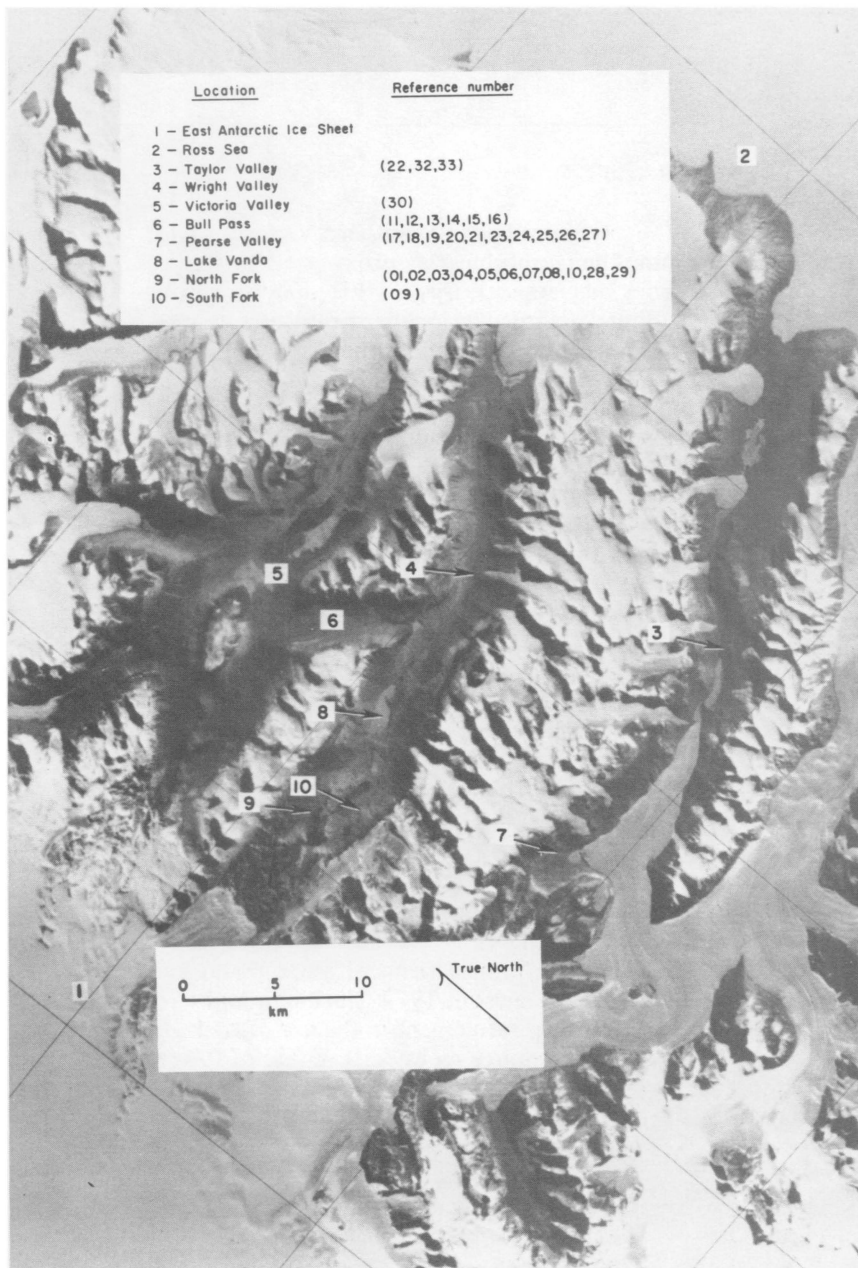 Location Reference number
1 – East Antarctic Ice Sheet
2 – Ross Sea
3 – Taylor Valley (22,32,33)
4 – Wright Valley
5 – Victoria Valley (30)
6 – Bull Pass (11,12,13,14,15,16)
7 – Pearse Valley (17,18,19,20,21,23,24,25,26,27)
8 – Lake Vanda
9 – North Fork (01,02,03,04,05,06,07,08,10,28,29)
10 – South Fork (09)
2
5
4
6
3
8
10
9
7
1
0 5 10
km
True North